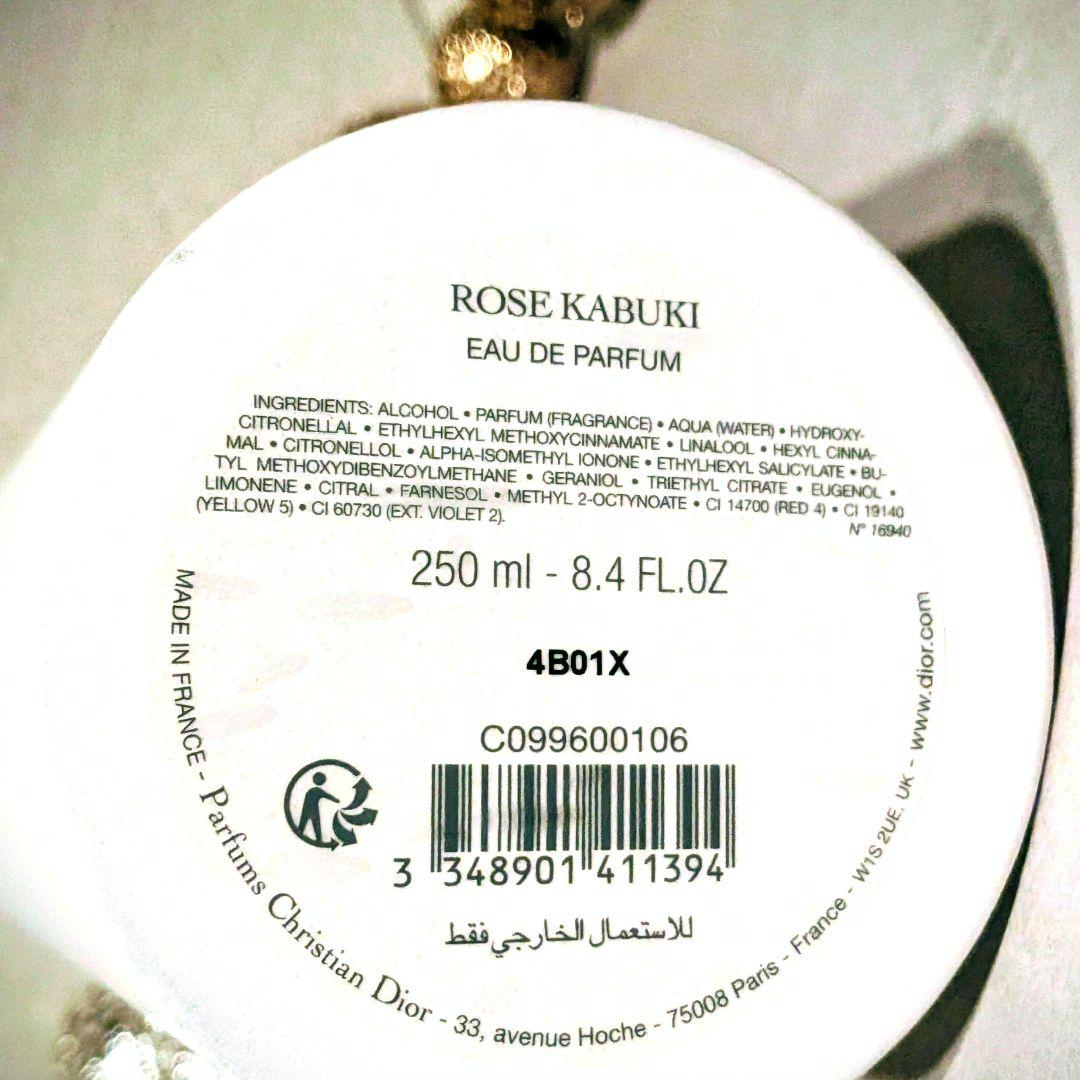 ROSE KABUKI
EAU DE PARFUM
INGREDIENTS: ALCOHOL • PARFUM (FRAGRANCE) • AQUA (WATER) • HYDROXY-
CITRONELLAL • ETHYLHEXYL METHOXYCINNAMATE • LINALOOL • HEXYL CINNA-
MAL • CITRONELLOL • ALPHA-ISOMETHYL IONONE • ETHYLHEXYL SALICYLATE • BU-
TYL METHOXYDIBENZOYLMETHANE • GERANIOL • TRIETHYL CITRATE • EUGENOL •
LIMONENE • CITRAL • FARNESOL • METHYL 2-OCTYNOATE • CI 14700 (RED 4) • CI 19140
(YELLOW 5) • CI 60730 (EXT. VIOLET 2).
N° 16940
250 ml - 8.4 FL.OZ
4B01X
C099600106
3 348901 411394
للاستعمال الخارجي فقط
MADE IN FRANCE - Parfums Christian Dior - 33, avenue Hoche - 75008 Paris - France - W1S 2UE, UK - www.dior.com